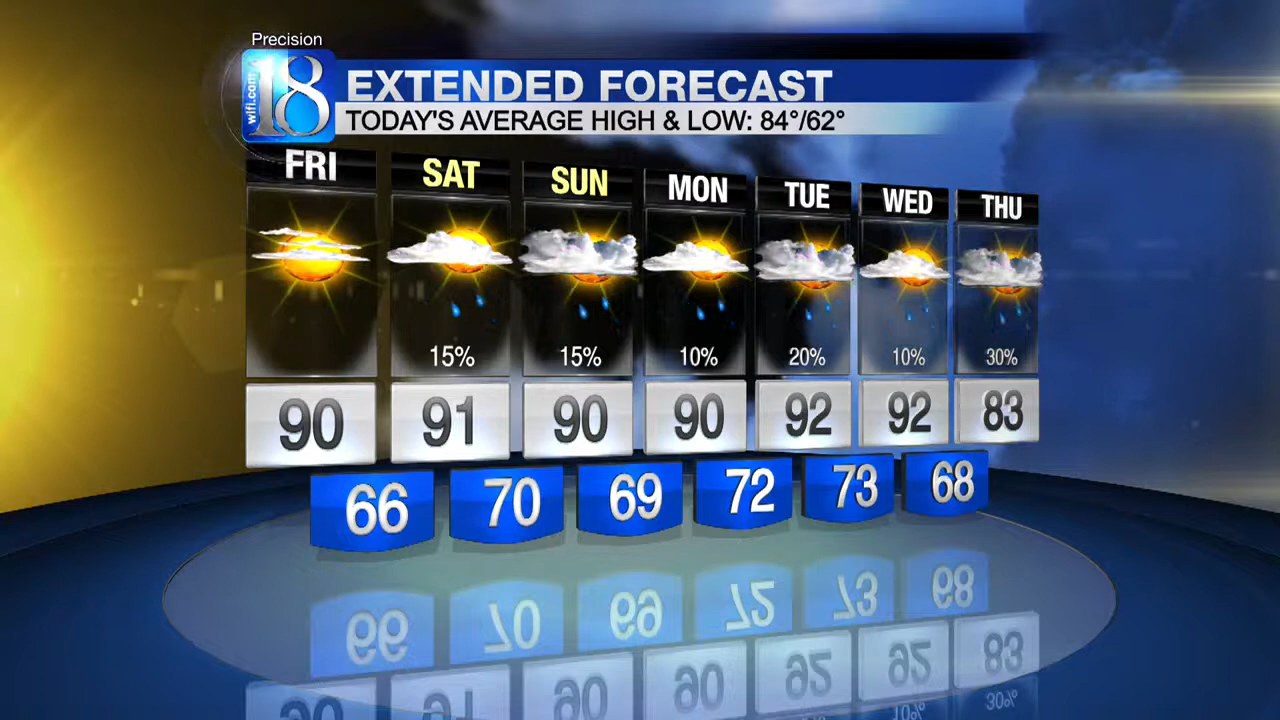 Precision
wlfi.com
18
EXTENDED FORECAST
TODAY'S AVERAGE HIGH & LOW: 84°/62°
FRI SAT SUN MON TUE WED THU
15% 15% 10% 20% 10% 30%
90 91 90 90 92 92 83
66 70 69 72 73 68